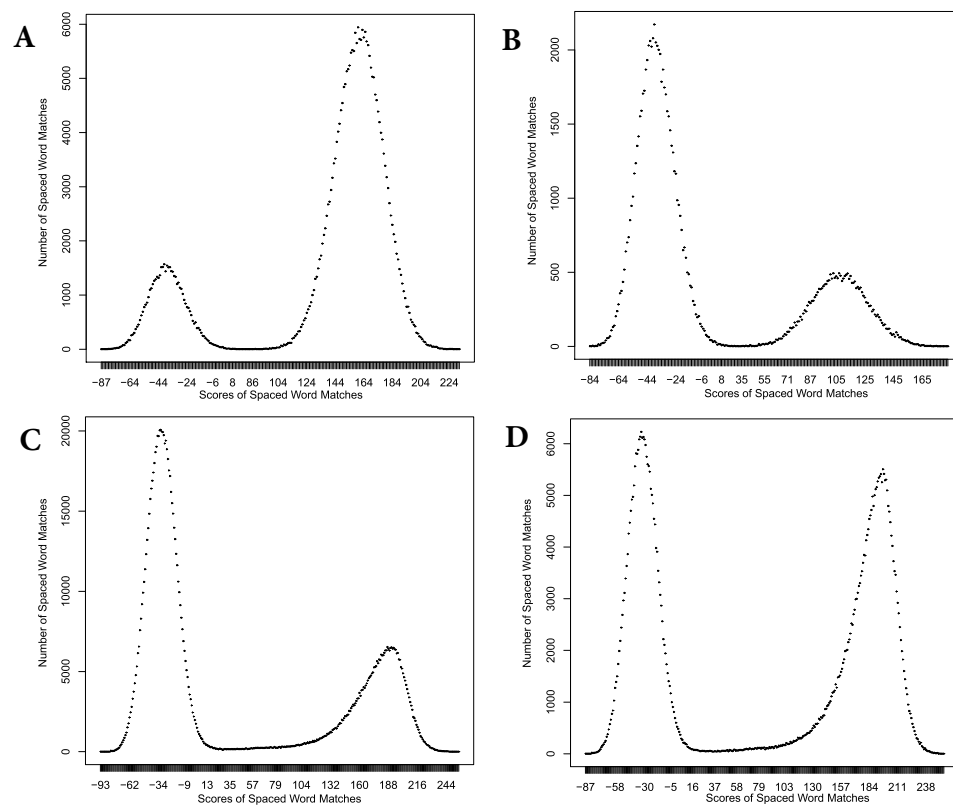 A
Number of Spaced Word Matches
6000
5000
4000
3000
2000
1000
0
−87 −64 −44 −24 −6 8 86 104 124 144 164 184 204 224
Scores of Spaced Word Matches
B
Number of Spaced Word Matches
2000
1500
1000
500
0
−84 −64 −44 −24 −6 8 35 55 71 87 105 125 145 165
Scores of Spaced Word Matches
C
Number of Spaced Word Matches
20000
15000
10000
5000
0
−93 −62 −34 −9 13 35 57 79 104 132 160 188 216 244
Scores of Spaced Word Matches
D
Number of Spaced Word Matches
6000
5000
4000
3000
2000
1000
0
−87 −58 −30 −5 16 37 58 79 103 130 157 184 211 238
Scores of Spaced Word Matches